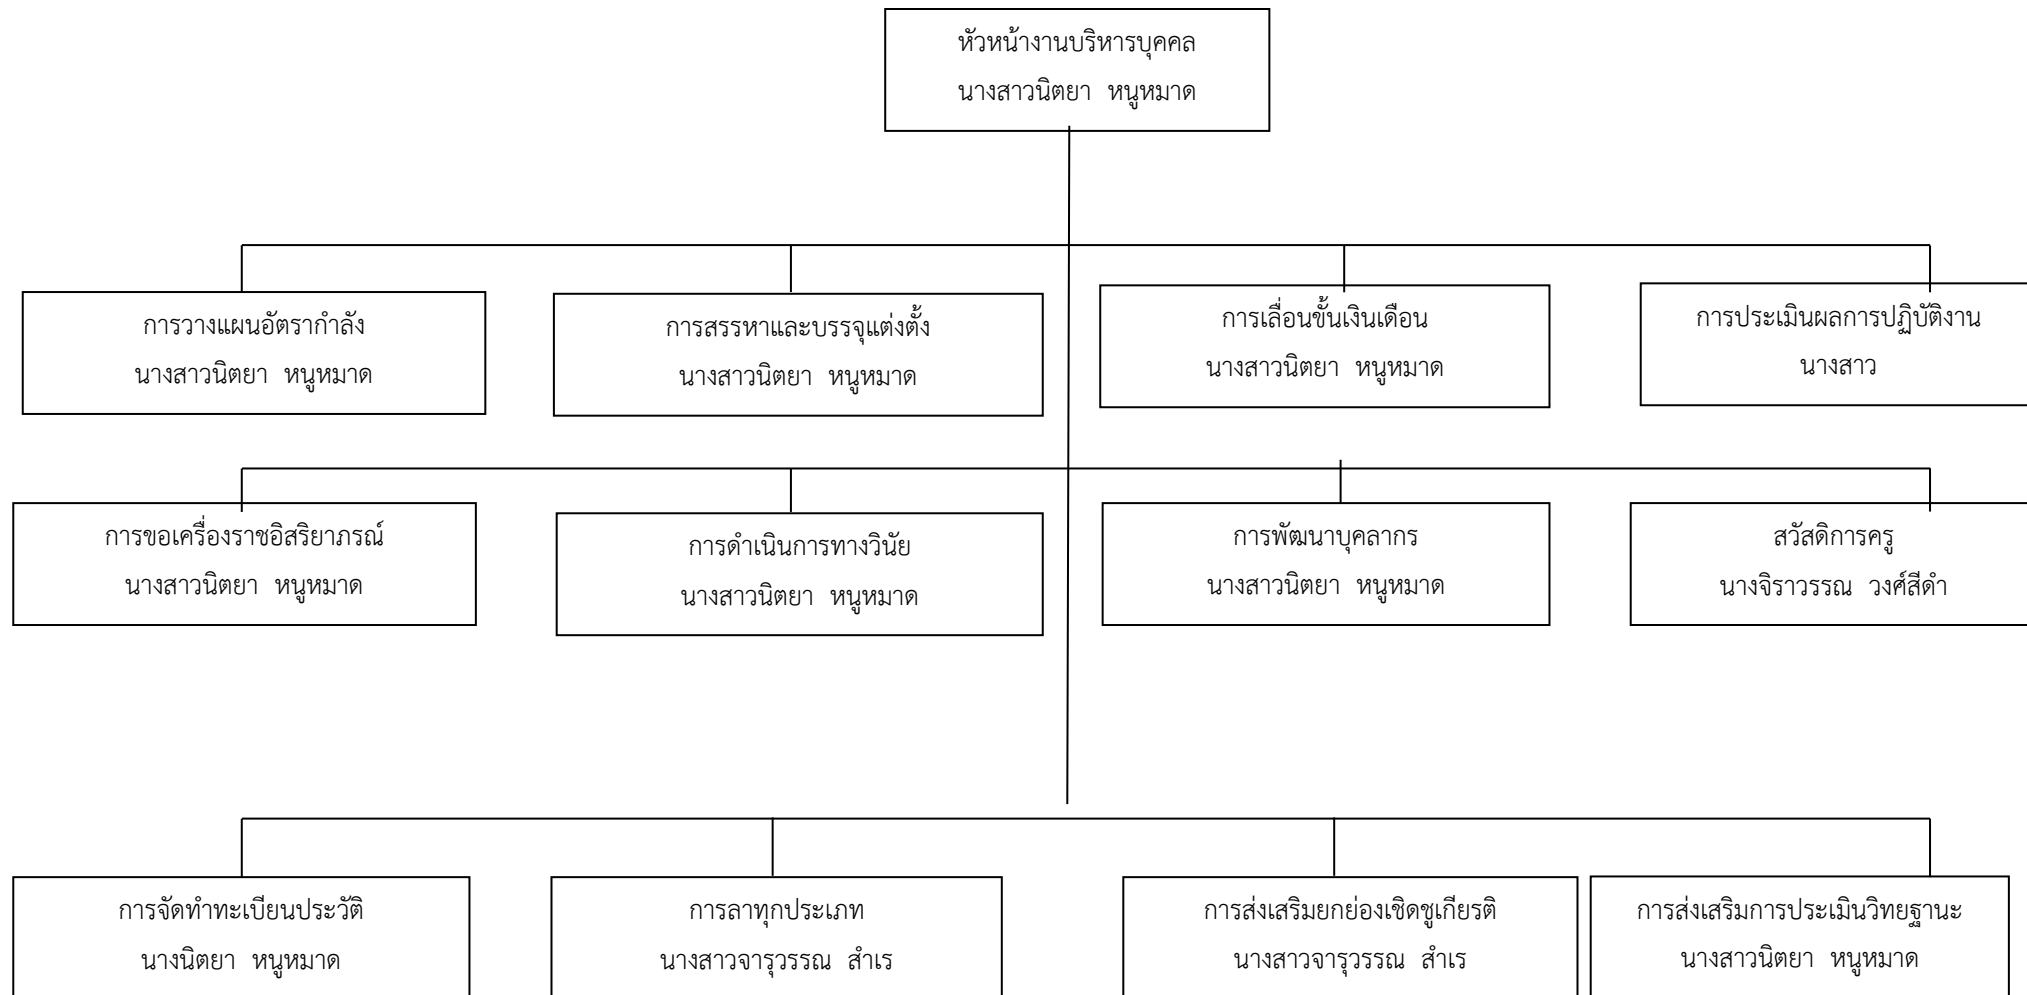 หัวหน้างานบริหารบุคคล
นางสาวนิตยา หนูหมาด
การวางแผนอัตรากำลัง
นางสาวนิตยา หนูหมาด
การสรรหาและบรรจุแต่งตั้ง
นางสาวนิตยา หนูหมาด
การเลื่อนขั้นเงินเดือน
นางสาวนิตยา หนูหมาด
การประเมินผลการปฏิบัติงาน
นางสาว
การขอเครื่องราชอิสริยาภรณ์
นางสาวนิตยา หนูหมาด
การดำเนินการทางวินัย
นางสาวนิตยา หนูหมาด
การพัฒนาบุคลากร
นางสาวนิตยา หนูหมาด
สวัสดิการครู
นางจิราวรรณ วงศ์สีดำ
การจัดทำทะเบียนประวัติ
นางนิตยา หนูหมาด
การลาทุกประเภท
นางสาวจารุวรรณ สำเร
การส่งเสริมยกย่องเชิดชูเกียรติ
นางสาวจารุวรรณ สำเร
การส่งเสริมการประเมินวิทยฐานะ
นางสาวนิตยา หนูหมาด